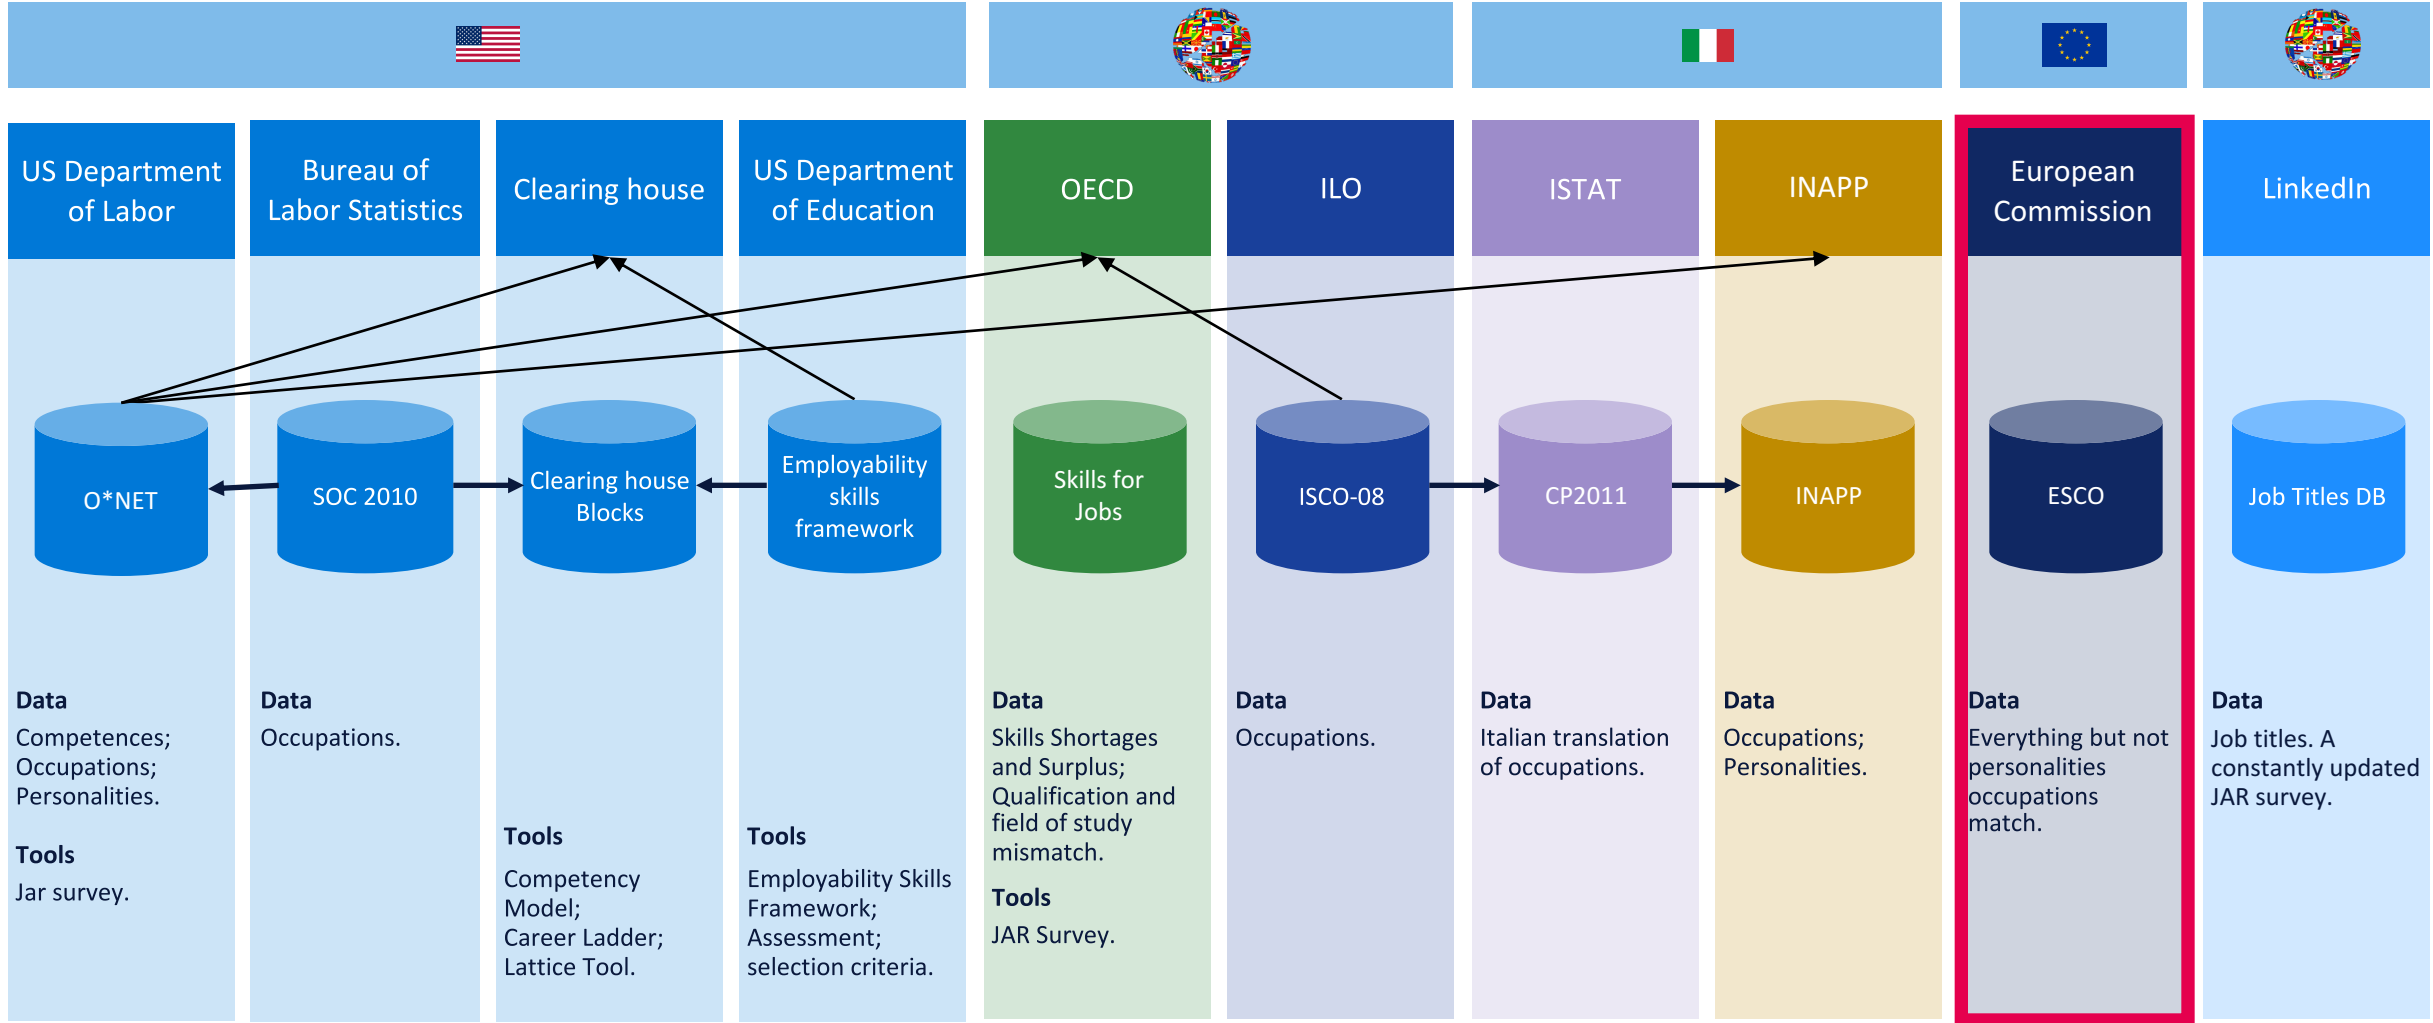 US Department
of Labor
Bureau of
Labor Statistics
Clearing house
US Department
of Education
OECD
ILO
ISTAT
INAPP
European
Commission
LinkedIn
O*NET
SOC 2010
Clearing house
Blocks
Employability
skills
framework
Skills for
Jobs
ISCO-08
CP2011
INAPP
ESCO
Job Titles DB
Data
Competences;
Occupations;
Personalities.
Tools
Jar survey.
Data
Occupations.
Tools
Competency
Model;
Career Ladder;
Lattice Tool.
Tools
Employability Skills
Framework;
Assessment;
selection criteria.
Data
Skills Shortages
and Surplus;
Qualification and
field of study
mismatch.
Tools
JAR Survey.
Data
Occupations.
Data
Italian translation
of occupations.
Data
Occupations;
Personalities.
Data
Everything but not
personalities
occupations
match.
Data
Job titles. A
constantly updated
JAR survey.